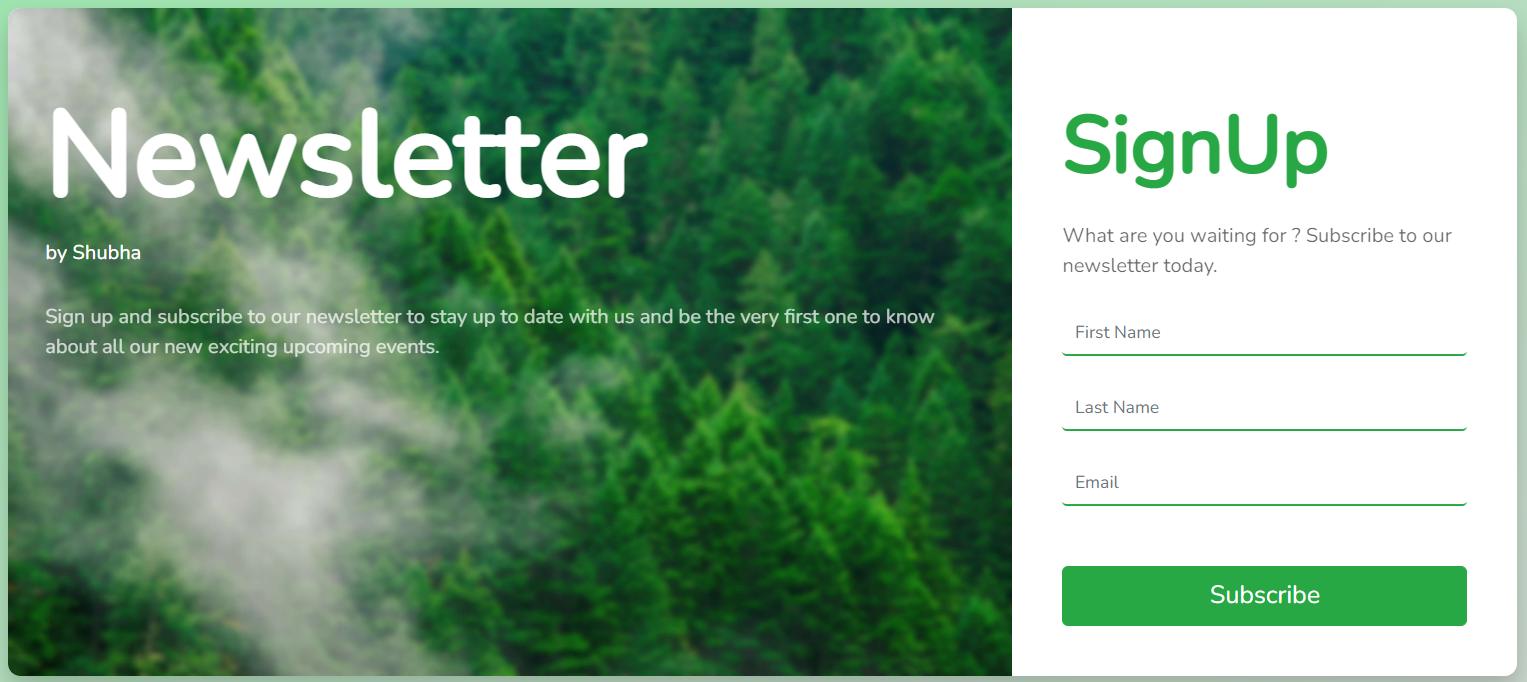 Newsletter
by Shubha
Sign up and subscribe to our newsletter to stay up to date with us and be the very first one to know
about all our new exciting upcoming events.
SignUp
What are you waiting for ? Subscribe to our
newsletter today.
First Name
Last Name
Email
Subscribe